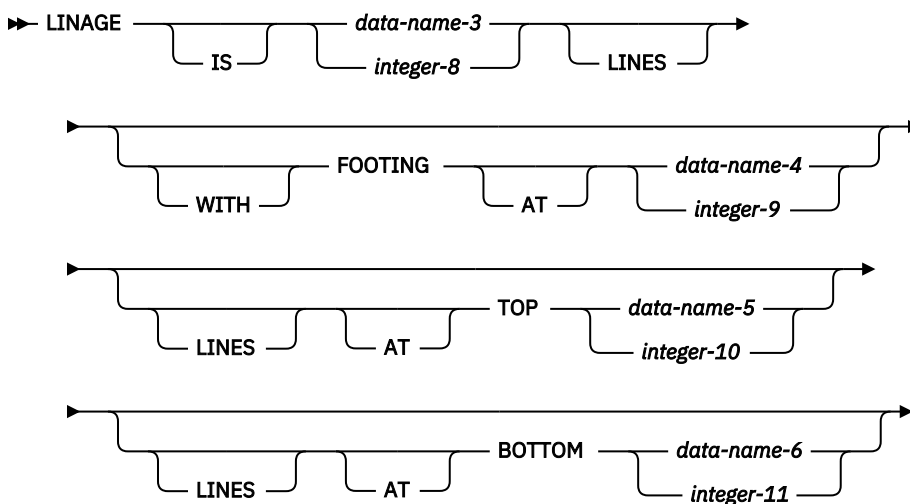 LINAGE IS data-name-3 LINES
integer-8
FOOTING data-name-4
WITH AT integer-9
TOP data-name-5
LINES AT integer-10
BOTTOM data-name-6
LINES AT integer-11